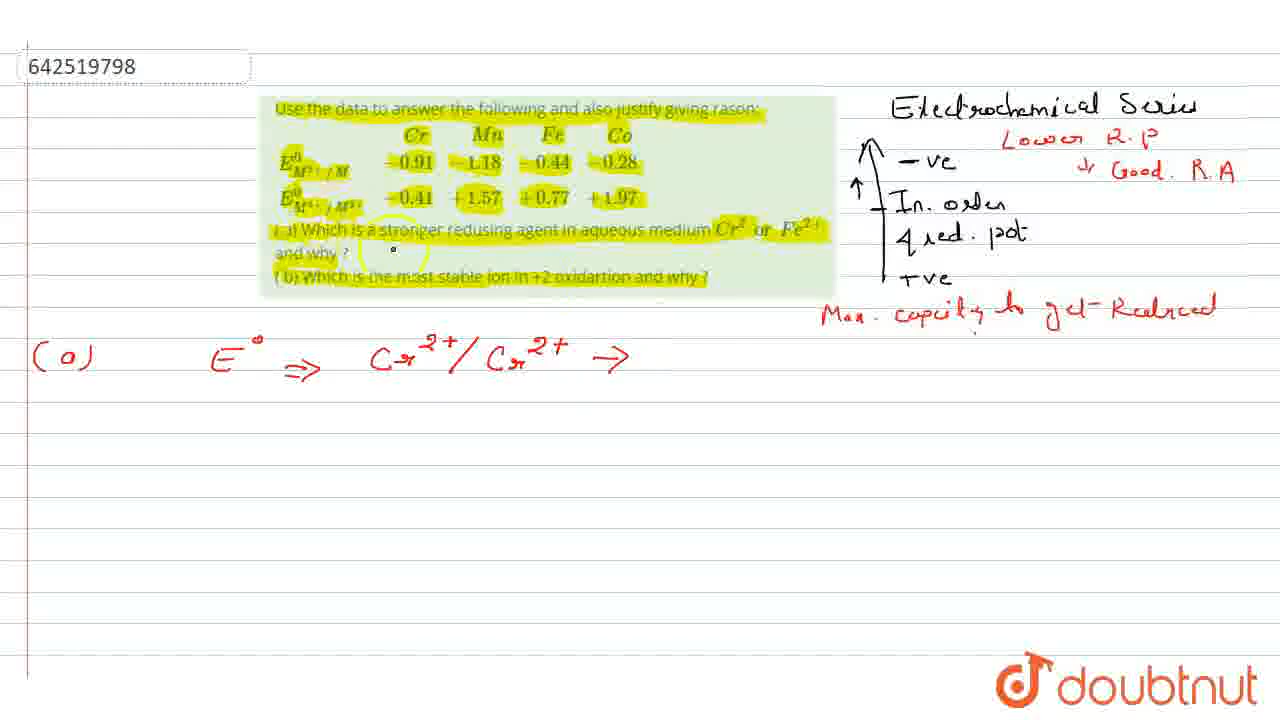 642519798
Use the data to answer the following and also justify giving rason:
Cr Mn Fe Co
E⁰ M²⁺/M −0.91 −1.18 −0.44 −0.28
E⁰ M³⁺/M²⁺ −0.41 +1.57 +0.77 +1.97
( a) Which is a stronger redusing agent in aqueous medium Cr²⁺ or Fe²⁺
and why ?
( b) Which is the most stable ion in +2 oxidartion and why ?
Electrochemical Series
Lower R.P
↓ Good. R.A
− ve
In. order
of red. pot
+ve
Max. capacity to get Reduced
(a) E° ⇒ Cr²⁺/Cr²⁺ →
doubtnut